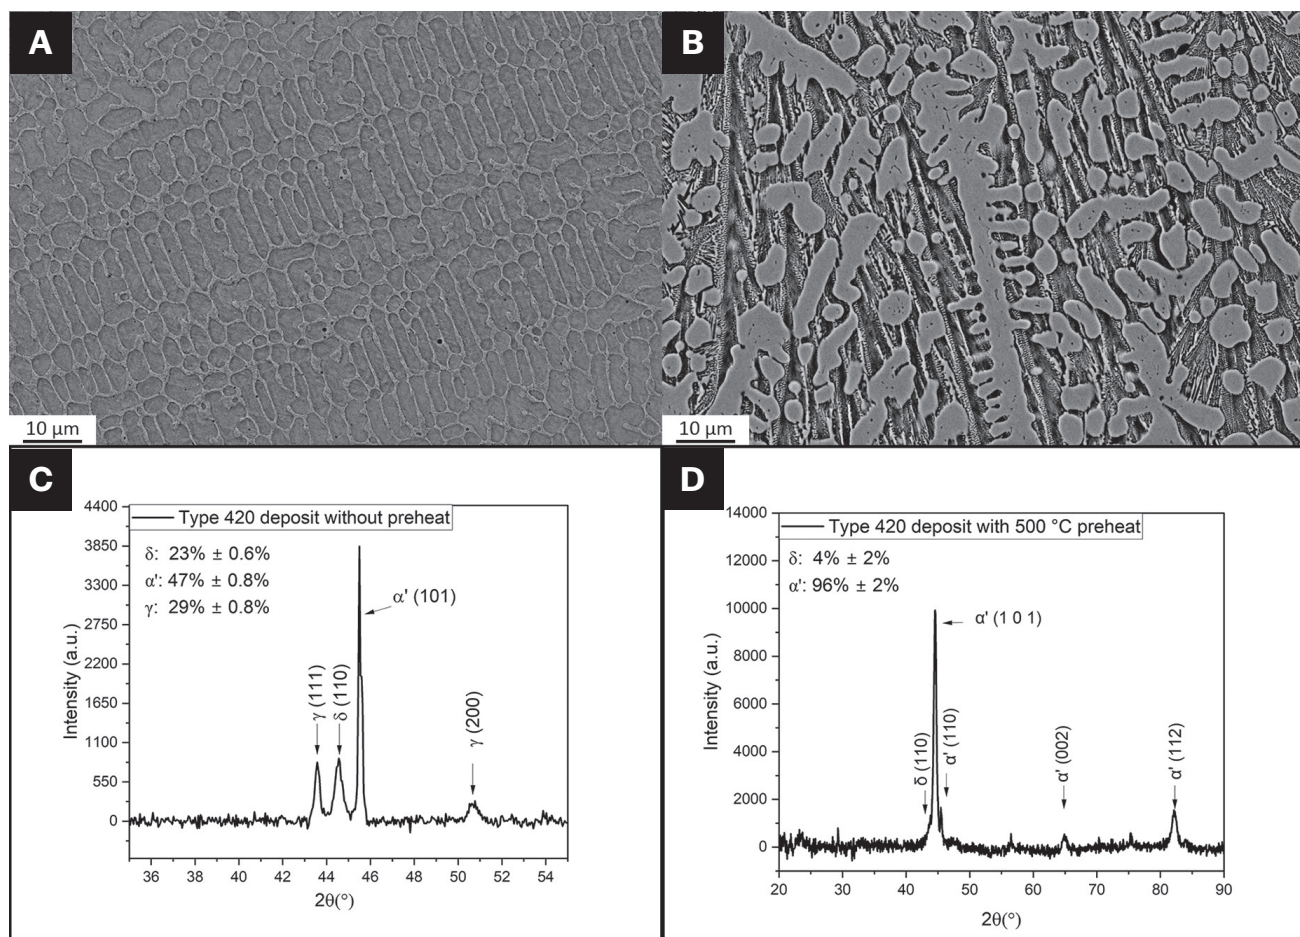 A
B
10 µm
10 µm
C
D
Type 420 deposit without preheat
δ: 23% ± 0.6%
α': 47% ± 0.8%
γ: 29% ± 0.8%
α' (101)
γ (111)
δ (110)
γ (200)
4400
3850
3300
2750
2200
1650
1100
550
0
Intensity (a.u.)
36 38 40 42 44 46 48 50 52 54
2θ(°)
Type 420 deposit with 500 °C preheat
δ: 4% ± 2%
α': 96% ± 2%
α' (1 0 1)
δ (110)
α' (110)
α' (002)
α' (112)
14000
12000
10000
8000
6000
4000
2000
0
Intensity (a.u.)
20 30 40 50 60 70 80 90
2θ(°)